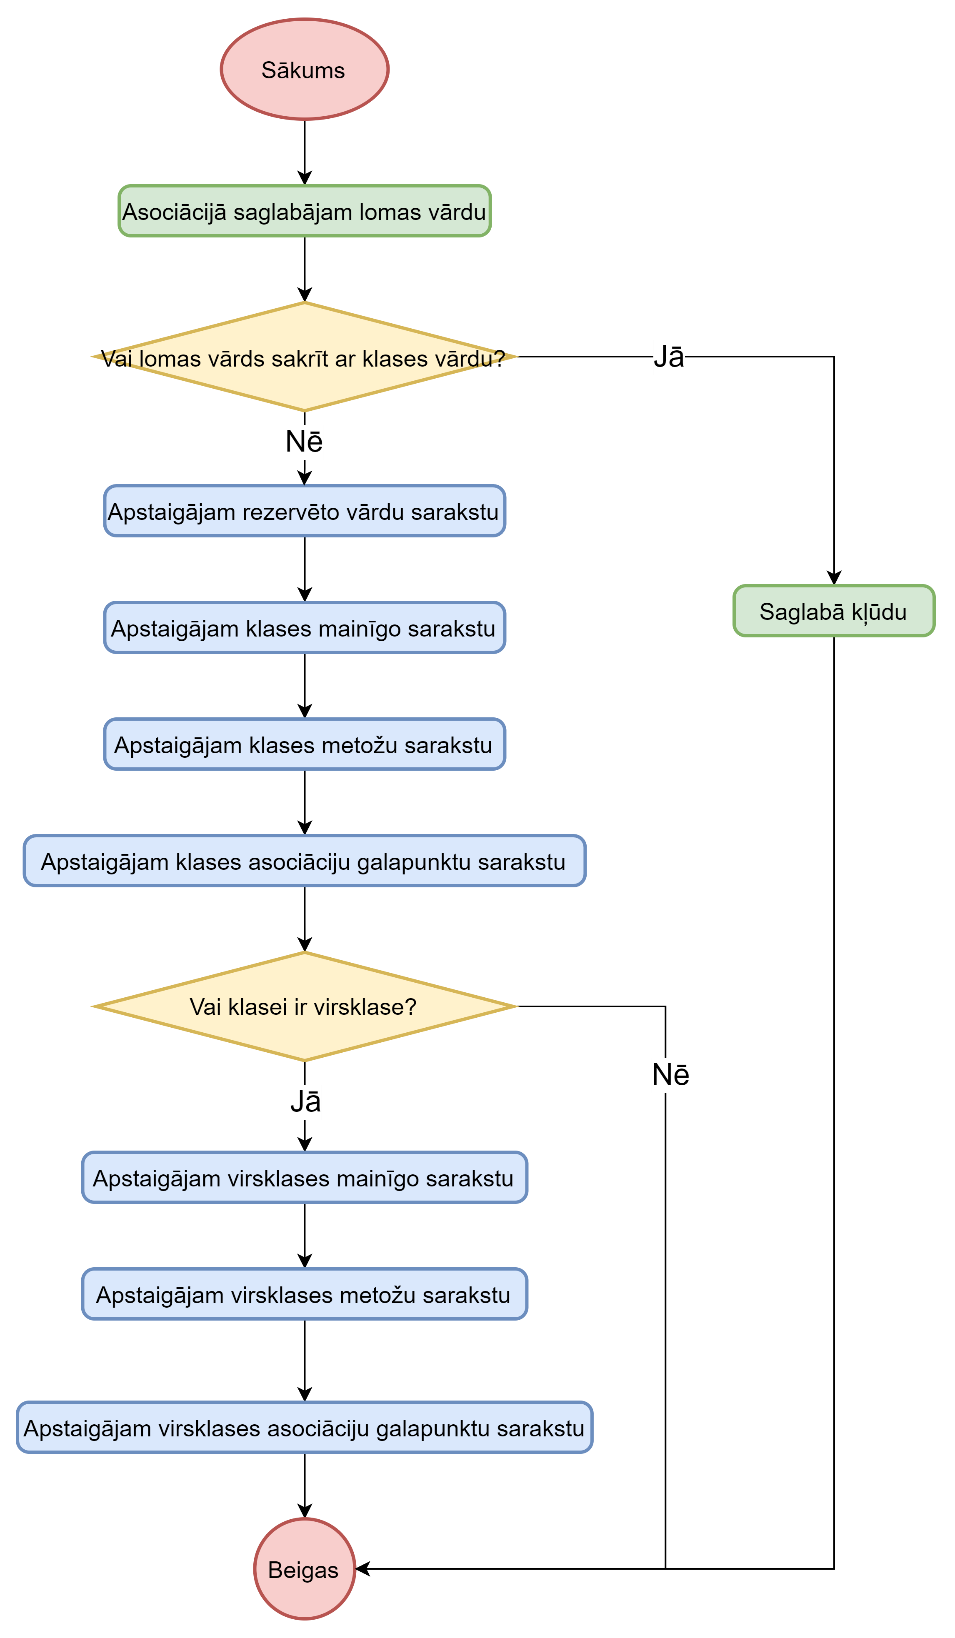 Sākums
Asociācijā saglabājam lomas vārdu
Vai lomas vārds sakrīt ar klases vārdu?
Jā
Nē
Apstaigājam rezervēto vārdu sarakstu
Saglabā kļūdu
Apstaigājam klases mainīgo sarakstu
Apstaigājam klases metožu sarakstu
Apstaigājam klases asociāciju galapunktu sarakstu
Vai klasei ir virsklase?
Nē
Jā
Apstaigājam virsklases mainīgo sarakstu
Apstaigājam virsklases metožu sarakstu
Apstaigājam virsklases asociāciju galapunktu sarakstu
Beigas